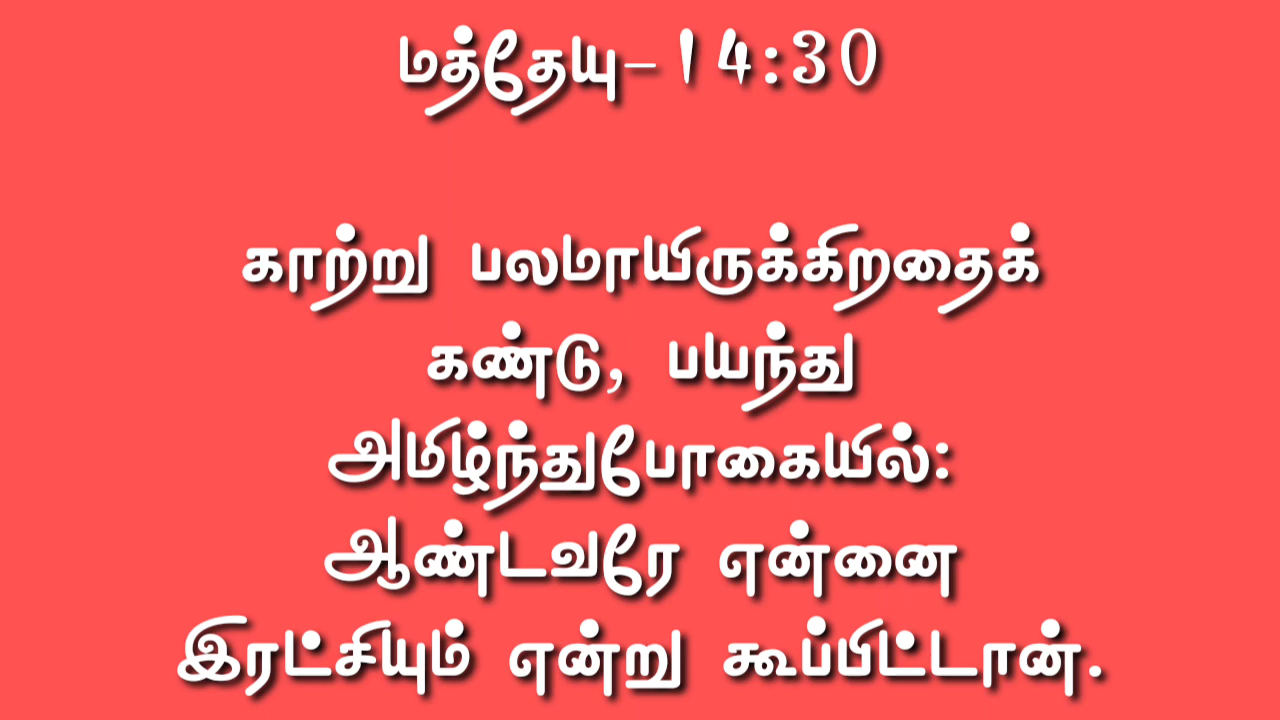 மத்தேயு-14:30
காற்று பலமாயிருக்கிறதைக்
கண்டு, பயந்து
அமிழ்ந்துபோகையில்:
ஆண்டவரே என்னை
இரட்சியும் என்று கூப்பிட்டான்.